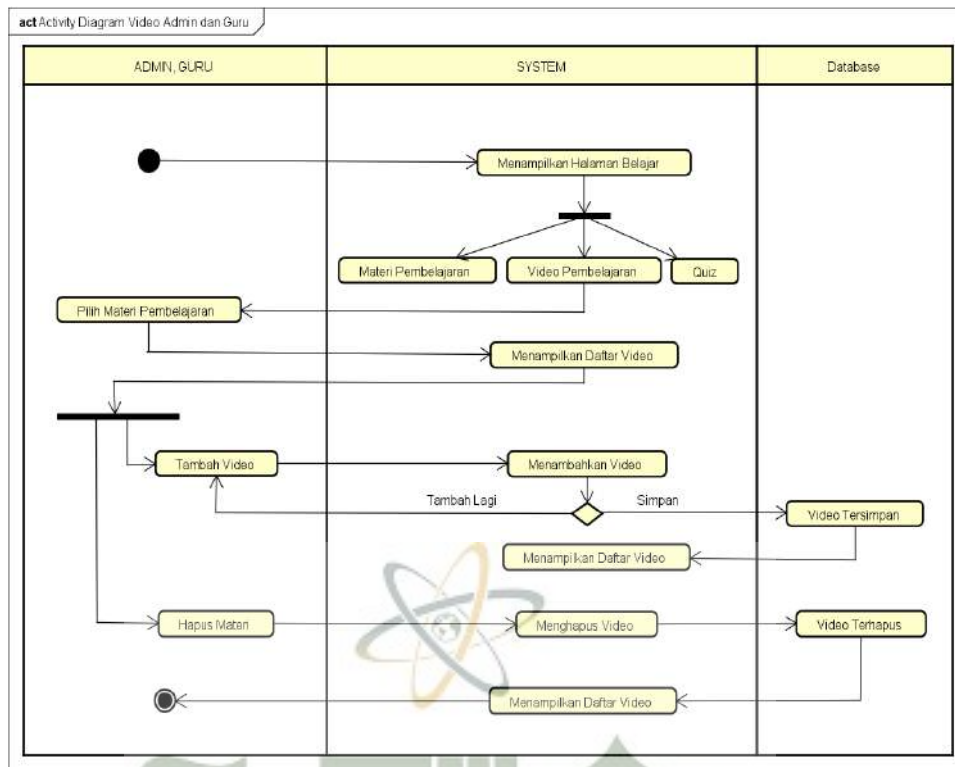 act Activity Diagram Video Admin dan Guru
ADMIN, GURU
SYSTEM
Database
Menampilkan Halaman Belajar
Materi Pembelajaran
Video Pembelajaran
Quiz
Pilih Materi Pembelajaran
Menampilkan Daftar Video
Tambah Video
Menambahkan Video
Tambah Lagi
Simpan
Video Tersimpan
Menampilkan Daftar Video
Hapus Materi
Menghapus Video
Video Terhapus
Menampilkan Daftar Video